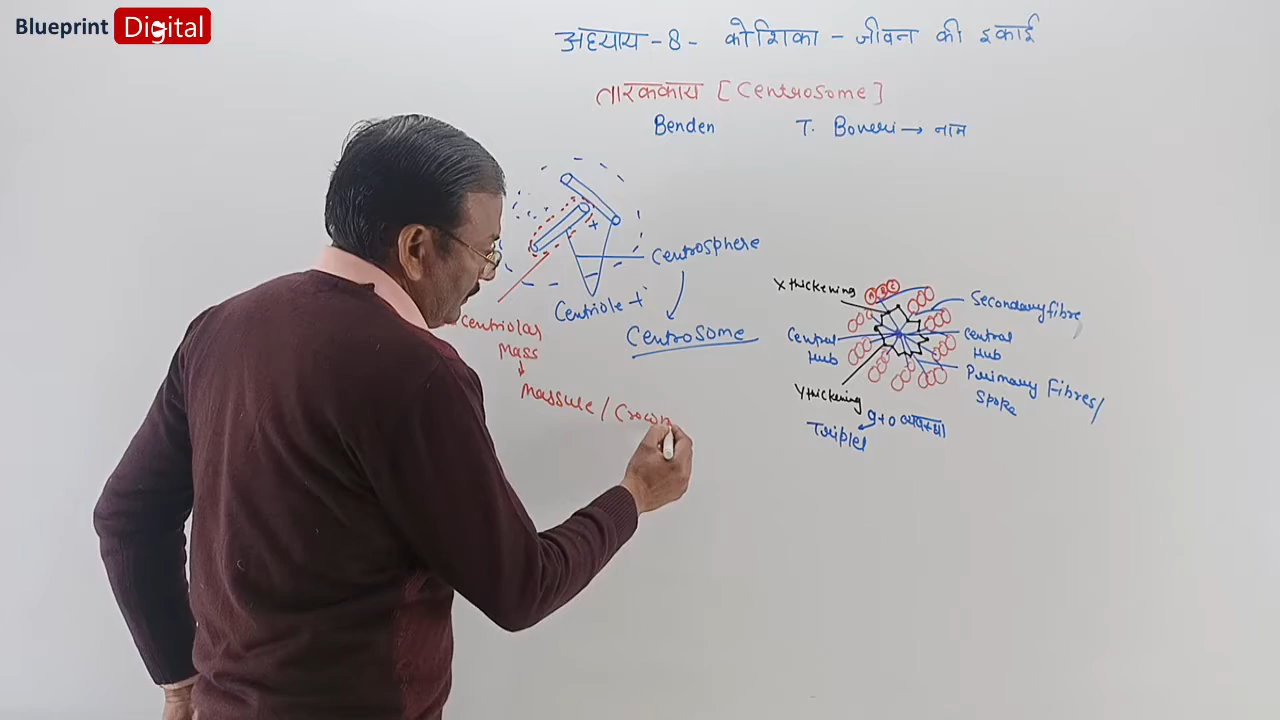 Blueprint Digital
अध्याय - 8 - कोशिका - जीवन की इकाई
तारककाय [Centrosome]
Benden T. Boveri → नाम
Centrosphere
Centriole +
Centrosome
Centriolar
Mass
Massule / Crown
X thickening
Secondary fibre
Central
Hub
Central
Hub
Primary Fibres/
Spoke
Y thickening
9+0 व्यवस्था
Triplet